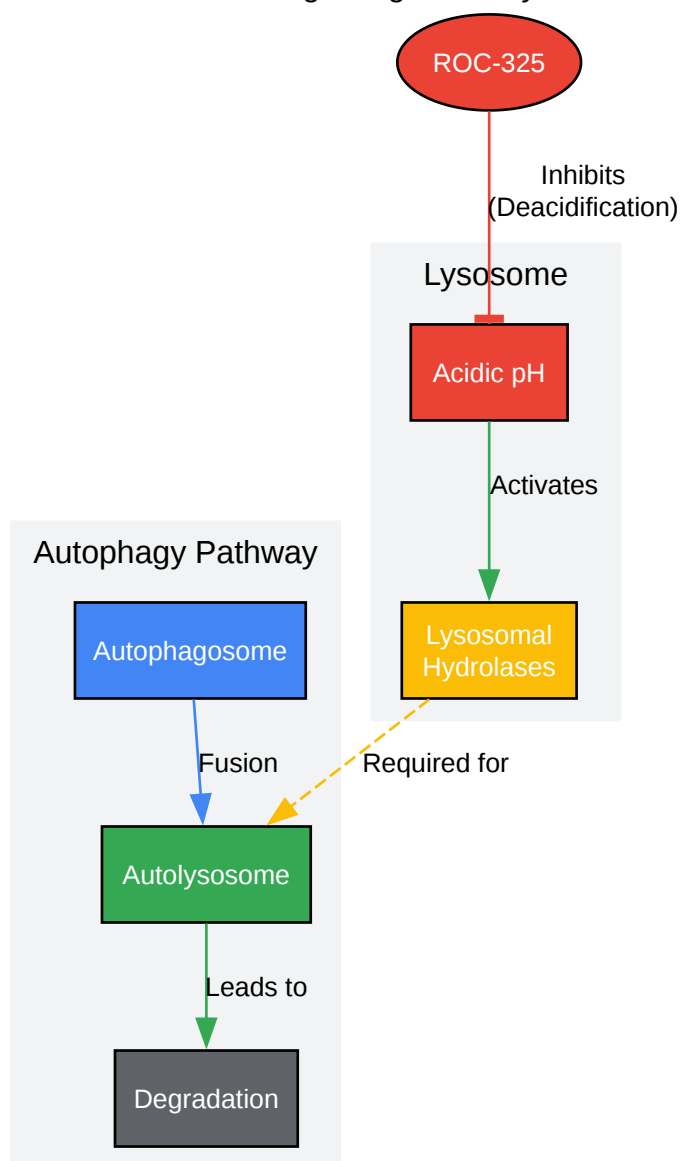 ROC-325
Inhibits
(Deacidification)
Lysosome
Acidic pH
Activates
Autophagy Pathway
Autophagosome
Lysosomal
Hydrolases
Fusion
Required for
Autolysosome
Leads to
Degradation